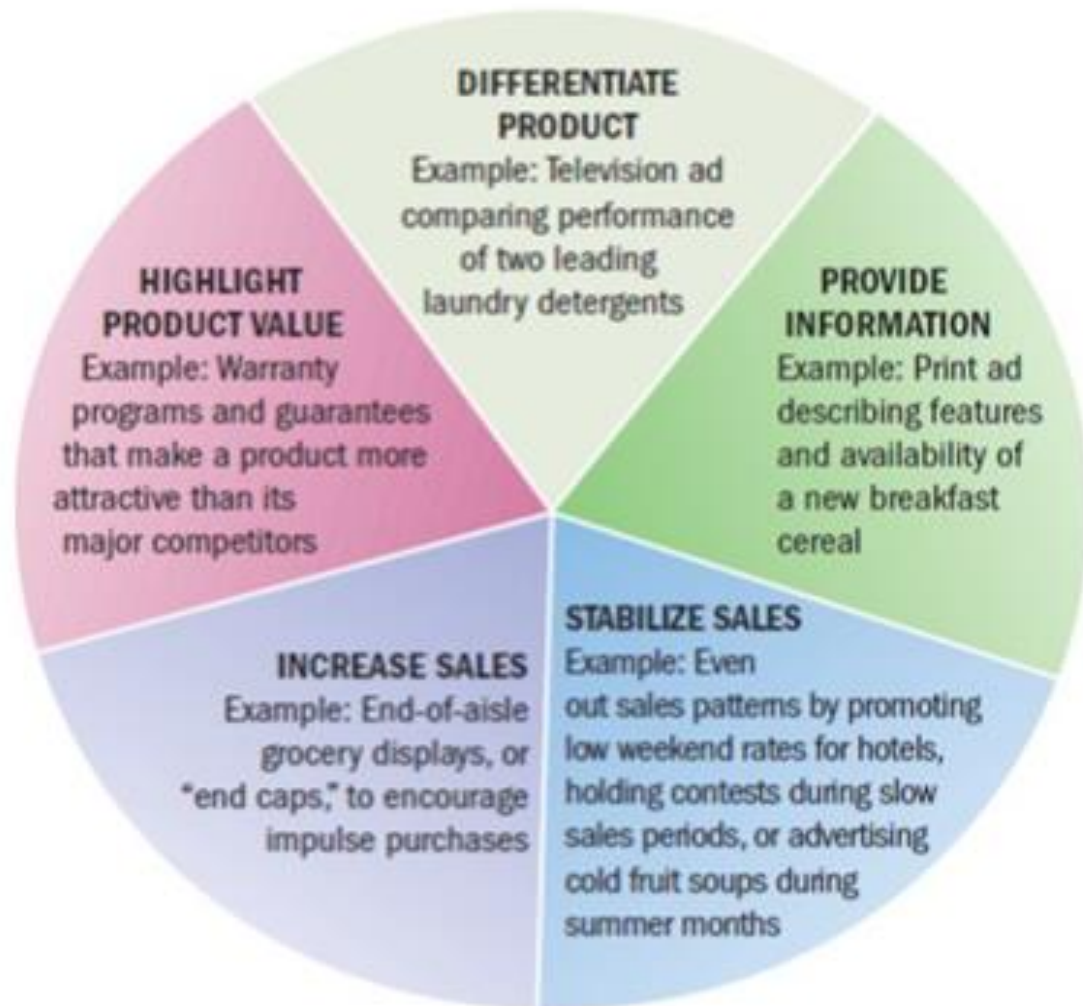 DIFFERENTIATE
PRODUCT
Example: Television ad
comparing performance
of two leading
laundry detergents
PROVIDE
INFORMATION
Example: Print ad
describing features
and availability of
a new breakfast
cereal
STABILIZE SALES
Example: Even
out sales patterns by promoting
low weekend rates for hotels,
holding contests during slow
sales periods, or advertising
cold fruit soups during
summer months
INCREASE SALES
Example: End-of-aisle
grocery displays, or
“end caps,” to encourage
impulse purchases
HIGHLIGHT
PRODUCT VALUE
Example: Warranty
programs and guarantees
that make a product more
attractive than its
major competitors